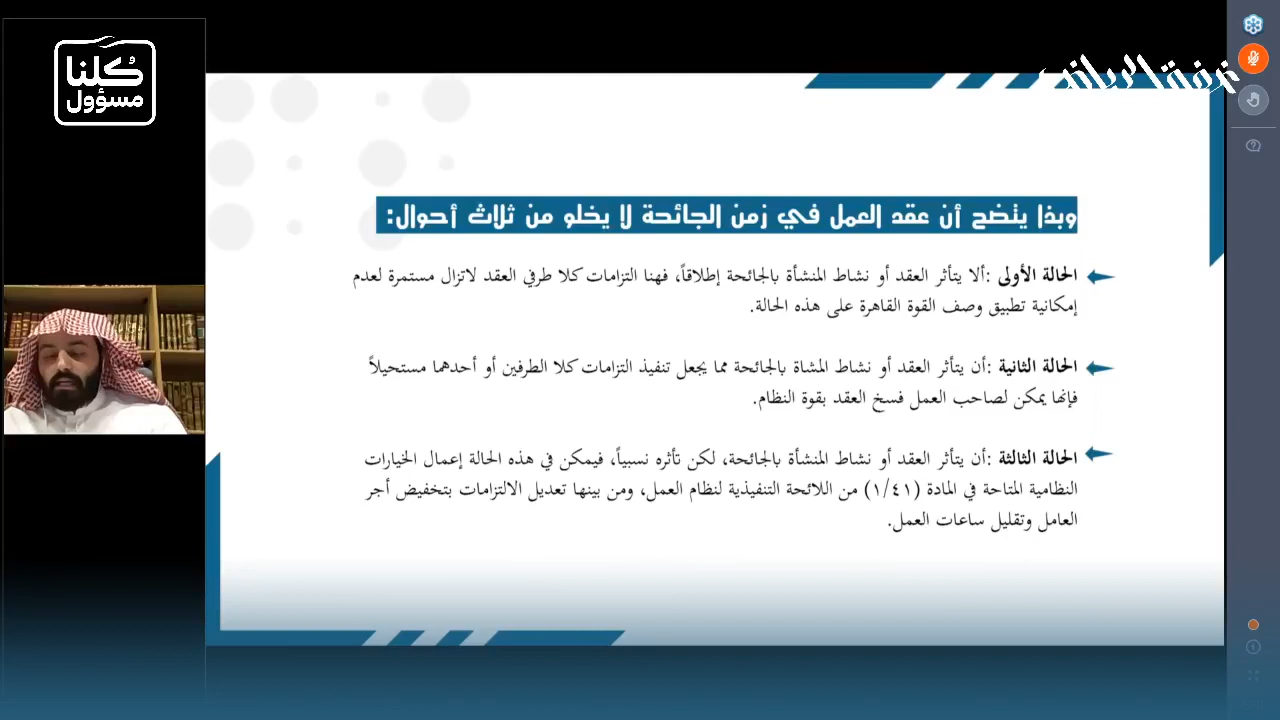 كلنا
مسؤول
غرفة الرياض
وبذا يتضح أن عقد العمل في زمن الجائحة لا يخلو من ثلاث أحوال:
الحالة الأولى :ألا يتأثر العقد أو نشاط المنشأة بالجائحة إطلاقاً، فهنا التزامات كلا طرفي العقد لاتزال مستمرة لعدم
إمكانية تطبيق وصف القوة القاهرة على هذه الحالة.
الحالة الثانية :أن يتأثر العقد أو نشاط المشاة بالجائحة مما يجعل تنفيذ التزامات كلا الطرفين أو أحدهما مستحيلاً
فإنها يمكن لصاحب العمل فسخ العقد بقوة النظام.
الحالة الثالثة :أن يتأثر العقد أو نشاط المنشأة بالجائحة، لكن تأثره نسبياً، فيمكن في هذه الحالة إعمال الخيارات
النظامية المتاحة في المادة (١/٤١) من اللائحة التنفيذية لنظام العمل، ومن بينها تعديل الالتزامات بتخفيض أجر
العامل وتقليل ساعات العمل.